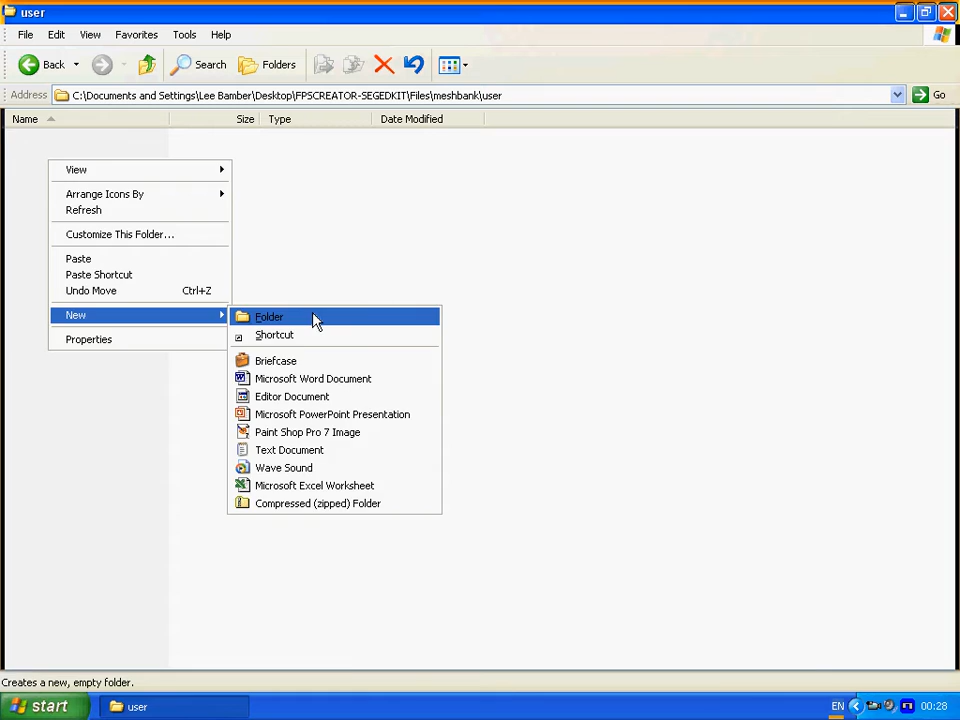 user
File Edit View Favorites Tools Help
Back Search Folders
Address C:\Documents and Settings\Lee Bamber\Desktop\FPSCREATOR-SEGEDKIT\Files\meshbank\user Go
Name Size Type Date Modified
View
Arrange Icons By
Refresh
Customize This Folder...
Paste
Paste Shortcut
Undo Move Ctrl+Z
New
Properties
Folder
Shortcut
Briefcase
Microsoft Word Document
Editor Document
Microsoft PowerPoint Presentation
Paint Shop Pro 7 Image
Text Document
Wave Sound
Microsoft Excel Worksheet
Compressed (zipped) Folder
Creates a new, empty folder.
start user EN 00:28